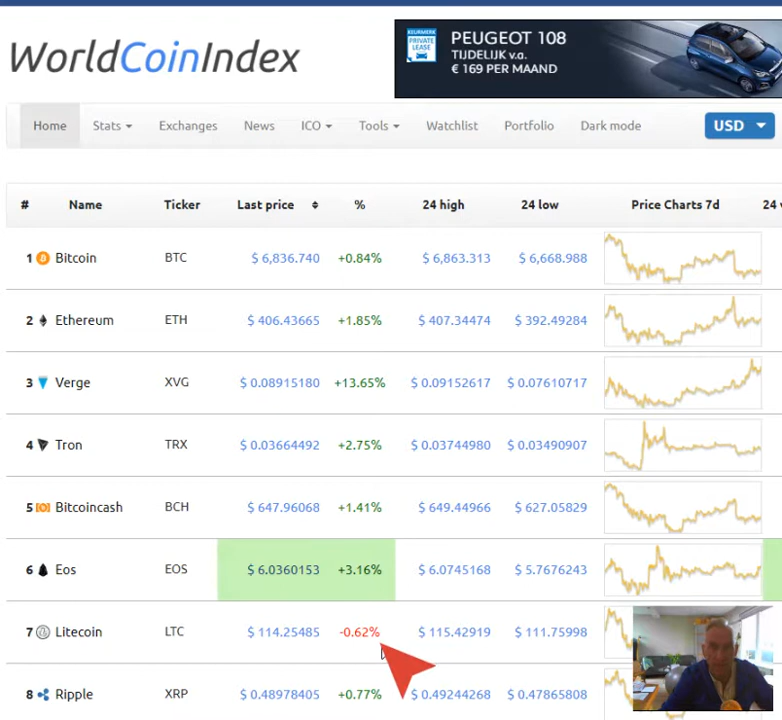 WorldCoinIndex
KEURMERK
PRIVATE
LEASE
PEUGEOT 108
TIJDELIJK v.a.
€ 169 PER MAAND
Home Stats Exchanges News ICO Tools Watchlist Portfolio Dark mode USD
# Name Ticker Last price % 24 high 24 low Price Charts 7d 24
1 Bitcoin BTC $ 6,836.740 +0.84% $ 6,863.313 $ 6,668.988
2 Ethereum ETH $ 406.43665 +1.85% $ 407.34474 $ 392.49284
3 Verge XVG $ 0.08915180 +13.65% $ 0.09152617 $ 0.07610717
4 Tron TRX $ 0.03664492 +2.75% $ 0.03744980 $ 0.03490907
5 Bitcoincash BCH $ 647.96068 +1.41% $ 649.44966 $ 627.05829
6 Eos EOS $ 6.0360153 +3.16% $ 6.0745168 $ 5.7676243
7 Litecoin LTC $ 114.25485 -0.62% $ 115.42919 $ 111.75998
8 Ripple XRP $ 0.48978405 +0.77% $ 0.49244268 $ 0.47865808